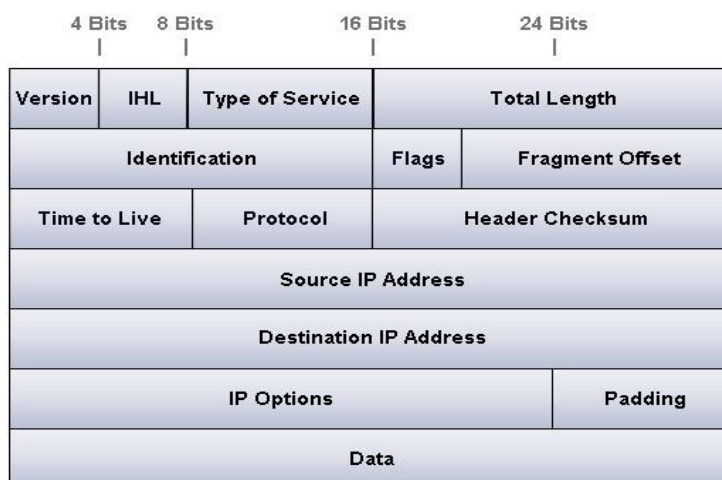 4 Bits 8 Bits 16 Bits 24 Bits
Version IHL Type of Service Total Length
Identification Flags Fragment Offset
Time to Live Protocol Header Checksum
Source IP Address
Destination IP Address
IP Options Padding
Data